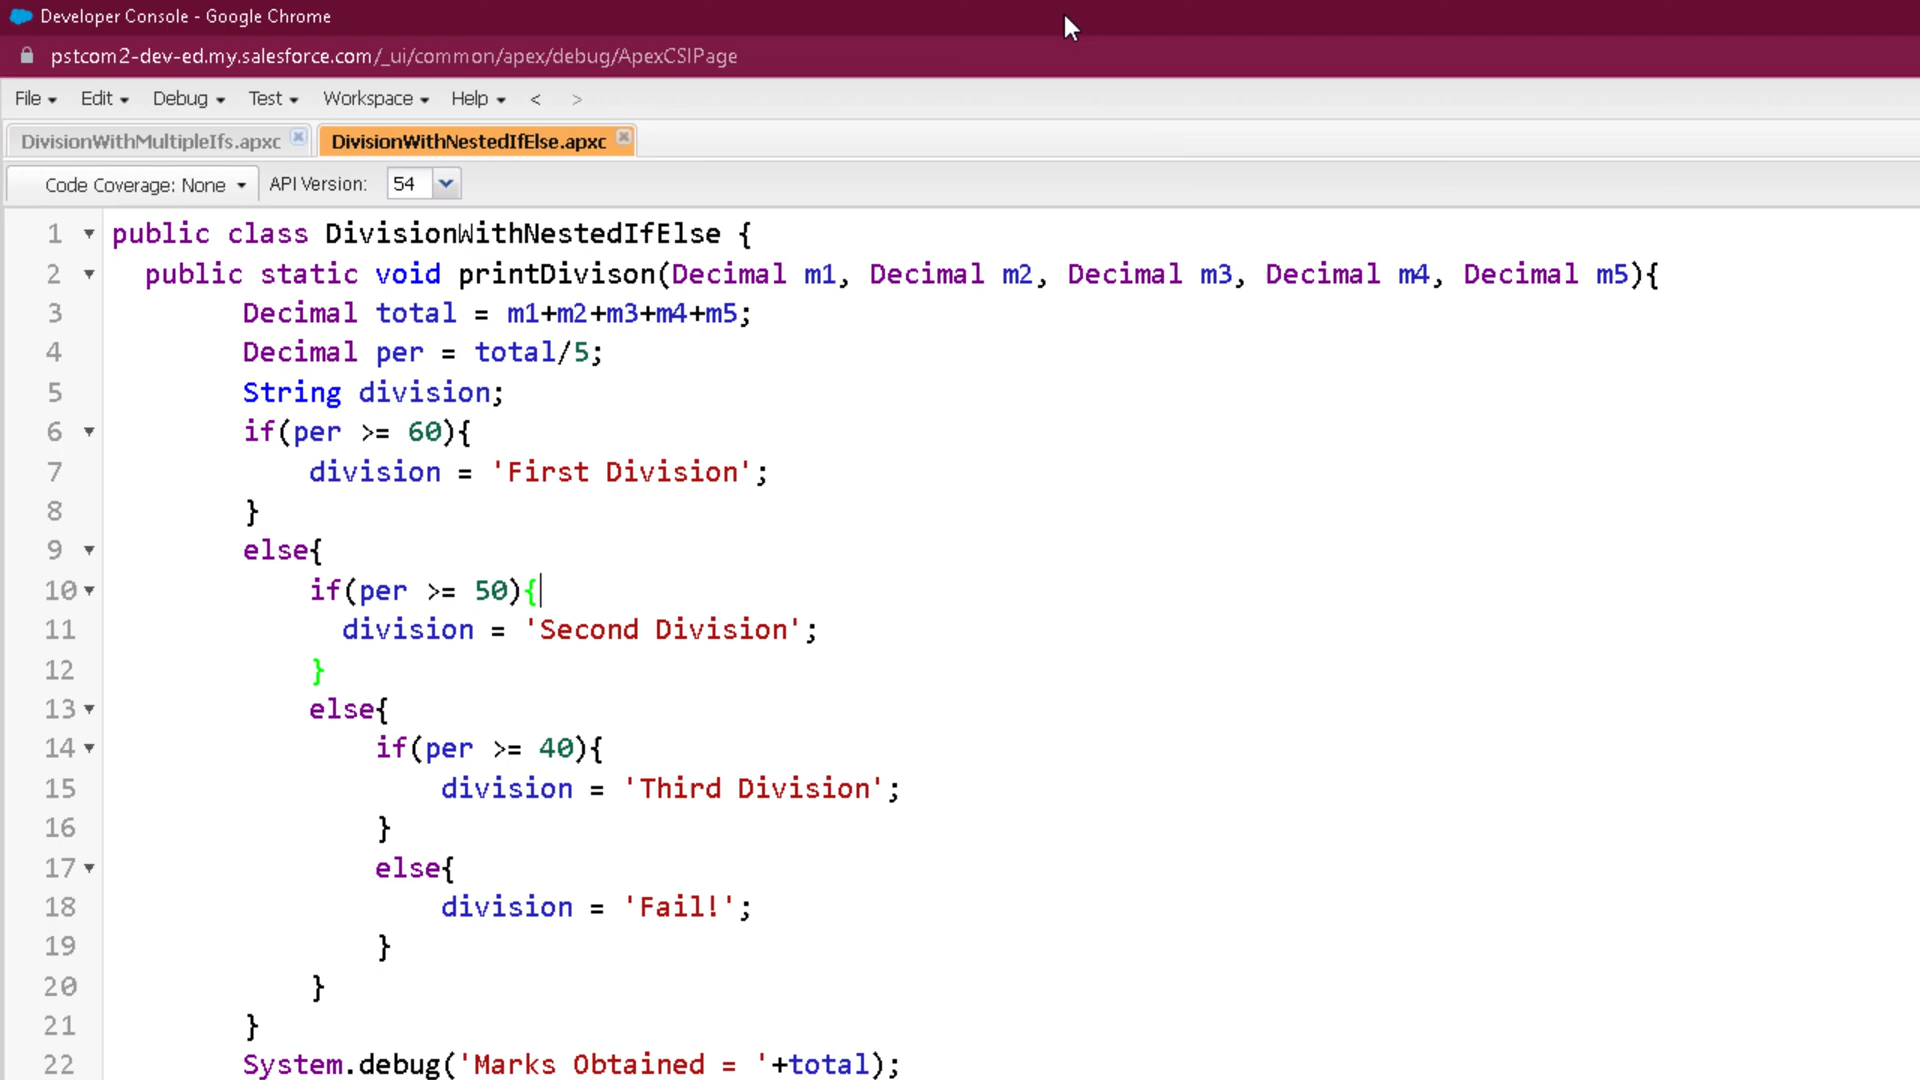 Developer Console - Google Chrome
pstcom2-dev-ed.my.salesforce.com/_ui/common/apex/debug/ApexCSIPage
File Edit Debug Test Workspace Help < >
DivisionWithMultipleIfs.apxc DivisionWithNestedIfElse.apxc
Code Coverage: None API Version: 54
1 public class DivisionWithNestedIfElse {
2 public static void printDivison(Decimal m1, Decimal m2, Decimal m3, Decimal m4, Decimal m5){
3 Decimal total = m1+m2+m3+m4+m5;
4 Decimal per = total/5;
5 String division;
6 if(per >= 60){
7 division = 'First Division';
8 }
9 else{
10 if(per >= 50){
11 division = 'Second Division';
12 }
13 else{
14 if(per >= 40){
15 division = 'Third Division';
16 }
17 else{
18 division = 'Fail!';
19 }
20 }
21 }
22 System.debug('Marks Obtained = '+total);